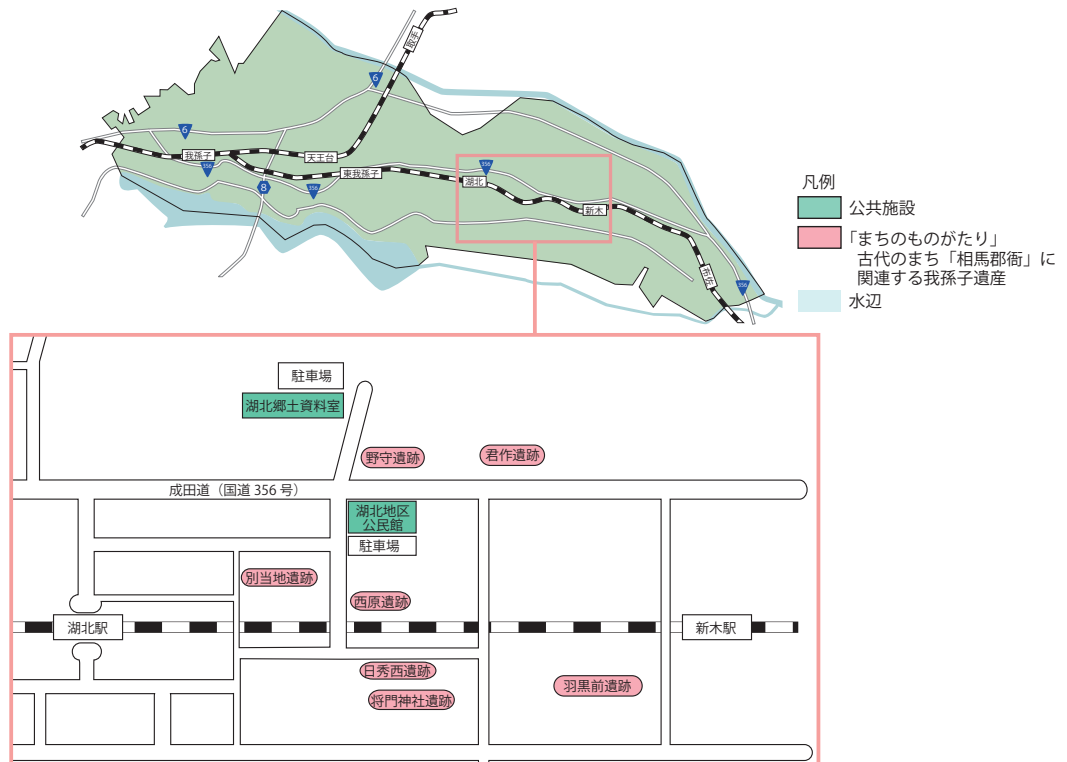 取手
6
6
我孫子
天王台
356
東我孫子
356
湖北
356
8
356
新木
布佐
356
凡例
公共施設
「まちのものがたり」
古代のまち「相馬郡衙」に
関連する我孫子遺産
水辺
駐車場
湖北郷土資料室
野守遺跡
君作遺跡
成田道（国道 356 号）
湖北地区
公民館
駐車場
別当地遺跡
西原遺跡
湖北駅
新木駅
日秀西遺跡
将門神社遺跡
羽黒前遺跡